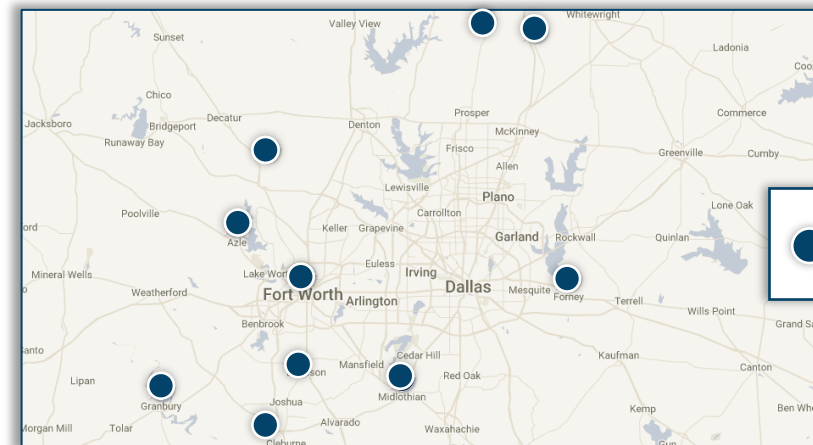 Valley View
Whitewright
Sunset
Ladonia
Chico
Prosper
Commerce
Jacksboro
Bridgeport
Decatur
Denton
McKinney
Runaway Bay
Frisco
Greenville
Cumby
Allen
Lewisville
Plano
Poolville
Carrollton
Lone Oak
Keller
Grapevine
Garland
Rockwall
Quinlan
Azle
Euless
Irving
Mineral Wells
Lake Wor
Dallas
Mesquite
Weatherford
Fort Worth
Arlington
Forney
Terrell
Wills Point
Benbrook
Grand Sa
Cedar Hill
Kaufman
Mansfield
Canton
Lipan
Red Oak
Midlothian
Granbury
Joshua
Kemp
Ben Whe
Morgan Mill
Tolar
Alvarado
Waxahachie
Cleburne